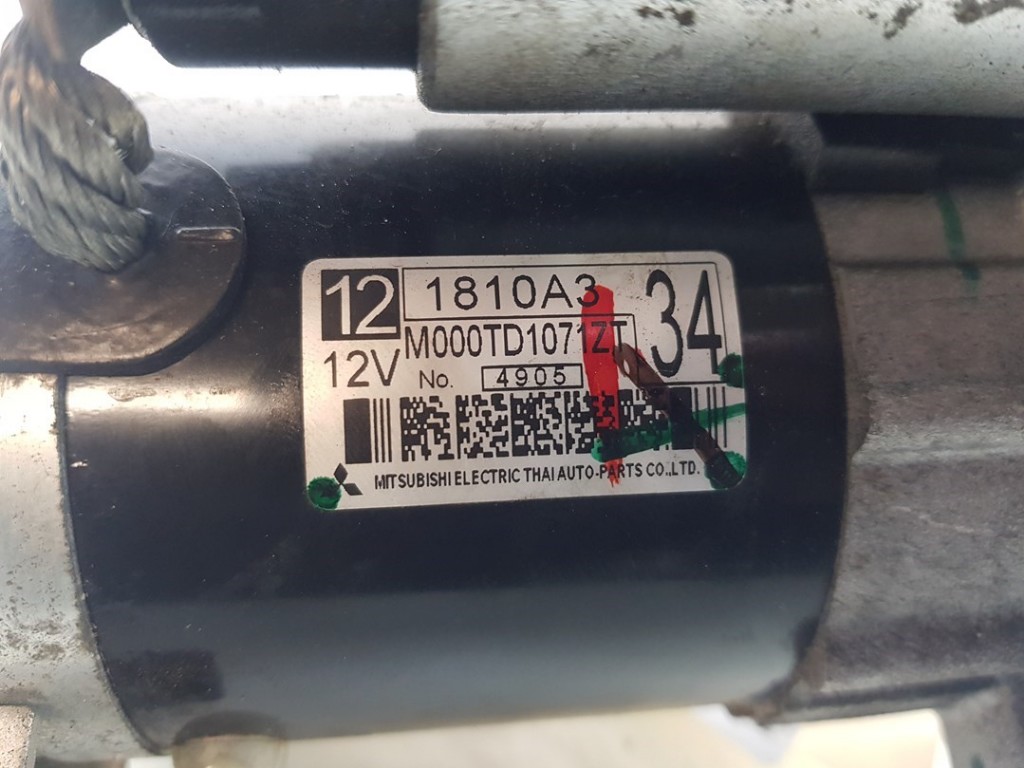 12 1810A3 34
M000TD1071ZT
12V No. 4905
MITSUBISHI ELECTRIC THAI AUTO-PARTS CO.,LTD.